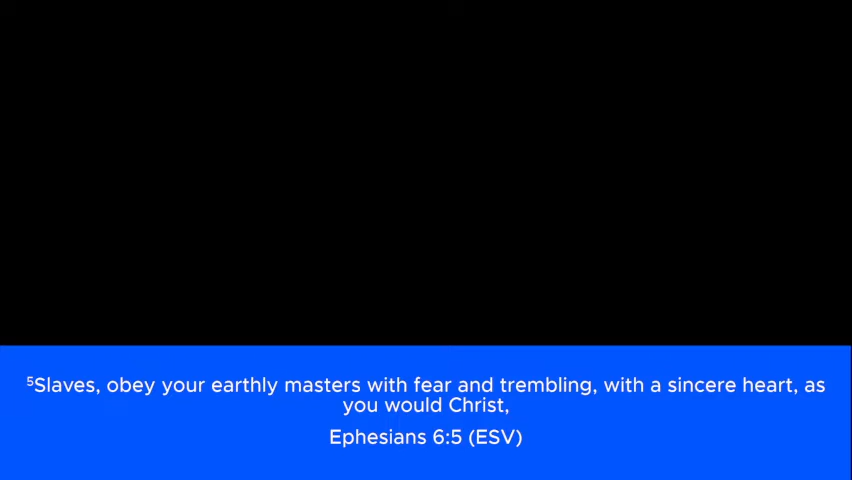 ⁵Slaves, obey your earthly masters with fear and trembling, with a sincere heart, as
you would Christ,
Ephesians 6:5 (ESV)